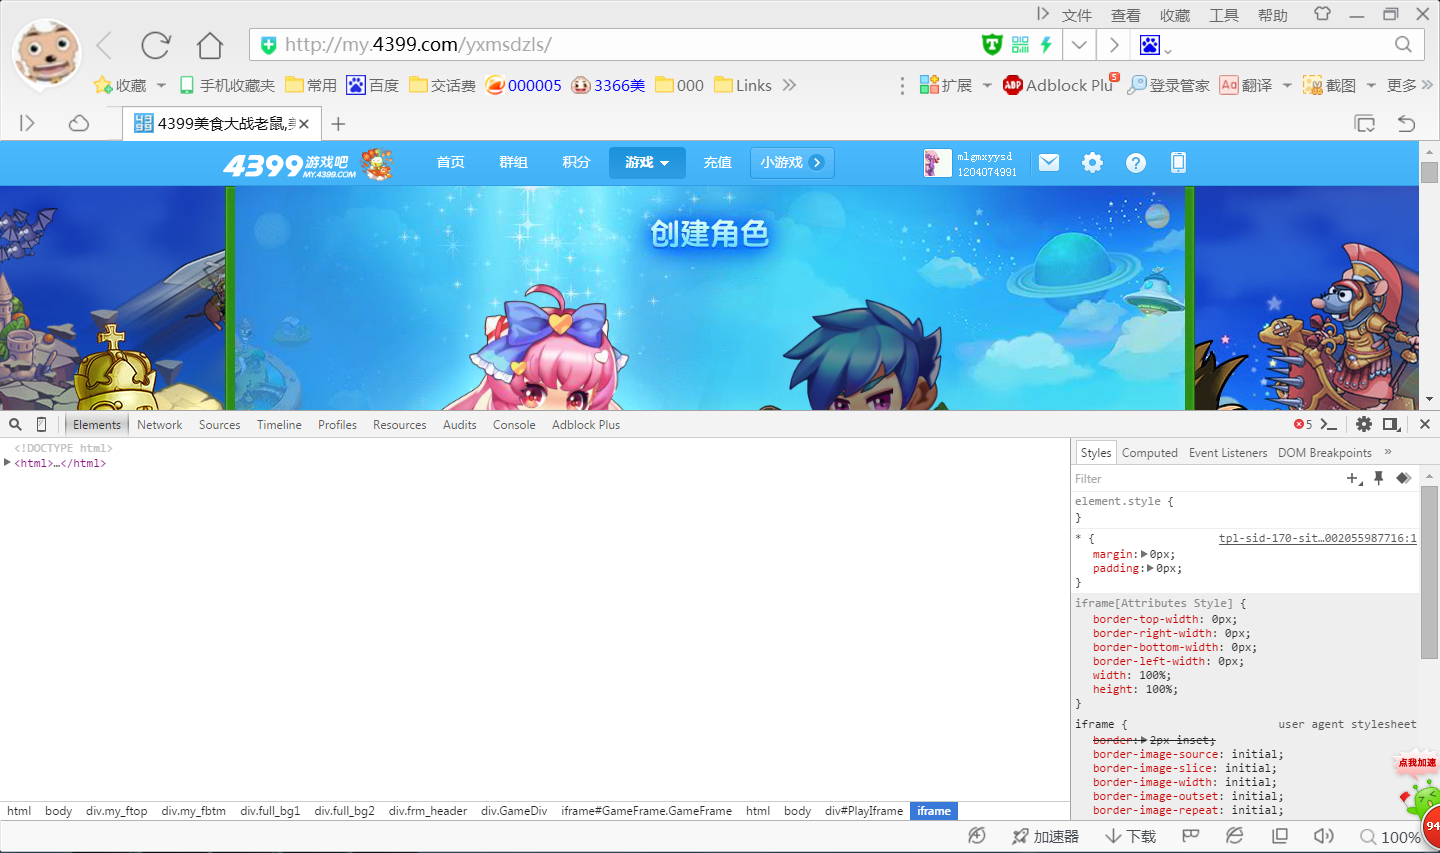 文件 查看 收藏 工具 帮助
http://my.4399.com/yxmsdzls/
收藏 手机收藏夹 常用 百度 交话费 000005 3366美 000 Links 扩展 Adblock Plu 5 登录管家 翻译 截图 更多
4399美食大战老鼠,美
4399 游戏吧 MY.4399.COM 首页 群组 积分 游戏 充值 小游戏 mlgmxyysd
1204074991
创建角色
Elements Network Sources Timeline Profiles Resources Audits Console Adblock Plus 5
<!DOCTYPE html>
<html>…</html>
Styles Computed Event Listeners DOM Breakpoints »
Filter
element.style {
}
* { tpl-sid-170-sit…002055987716:1
margin: 0px;
padding: 0px;
}
iframe[Attributes Style] {
border-top-width: 0px;
border-right-width: 0px;
border-bottom-width: 0px;
border-left-width: 0px;
width: 100%;
height: 100%;
}
iframe { user agent stylesheet
border: 2px inset;
border-image-source: initial;
border-image-slice: initial;
border-image-width: initial;
border-image-outset: initial;
border-image-repeat: initial;
点我加速
94
html body div.my_ftop div.my_fbtm div.full_bg1 div.full_bg2 div.frm_header div.GameDiv iframe#GameFrame.GameFrame html body div#PlayIframe iframe
加速器 下载 100%